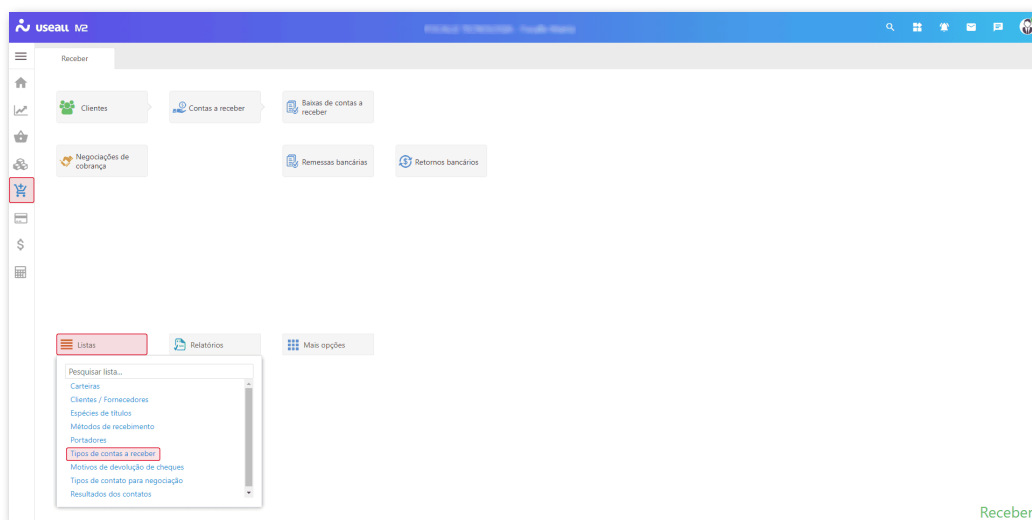 useall M2
Receber
Clientes
Contas a receber
Baixas de contas a
receber
Negociações de
cobrança
Remessas bancárias
Retornos bancários
Listas
Relatórios
Mais opções
Pesquisar lista...
Carteiras
Clientes / Fornecedores
Espécies de títulos
Métodos de recebimento
Portadores
Tipos de contas a receber
Motivos de devolução de cheques
Tipos de contato para negociação
Resultados dos contatos
Receber